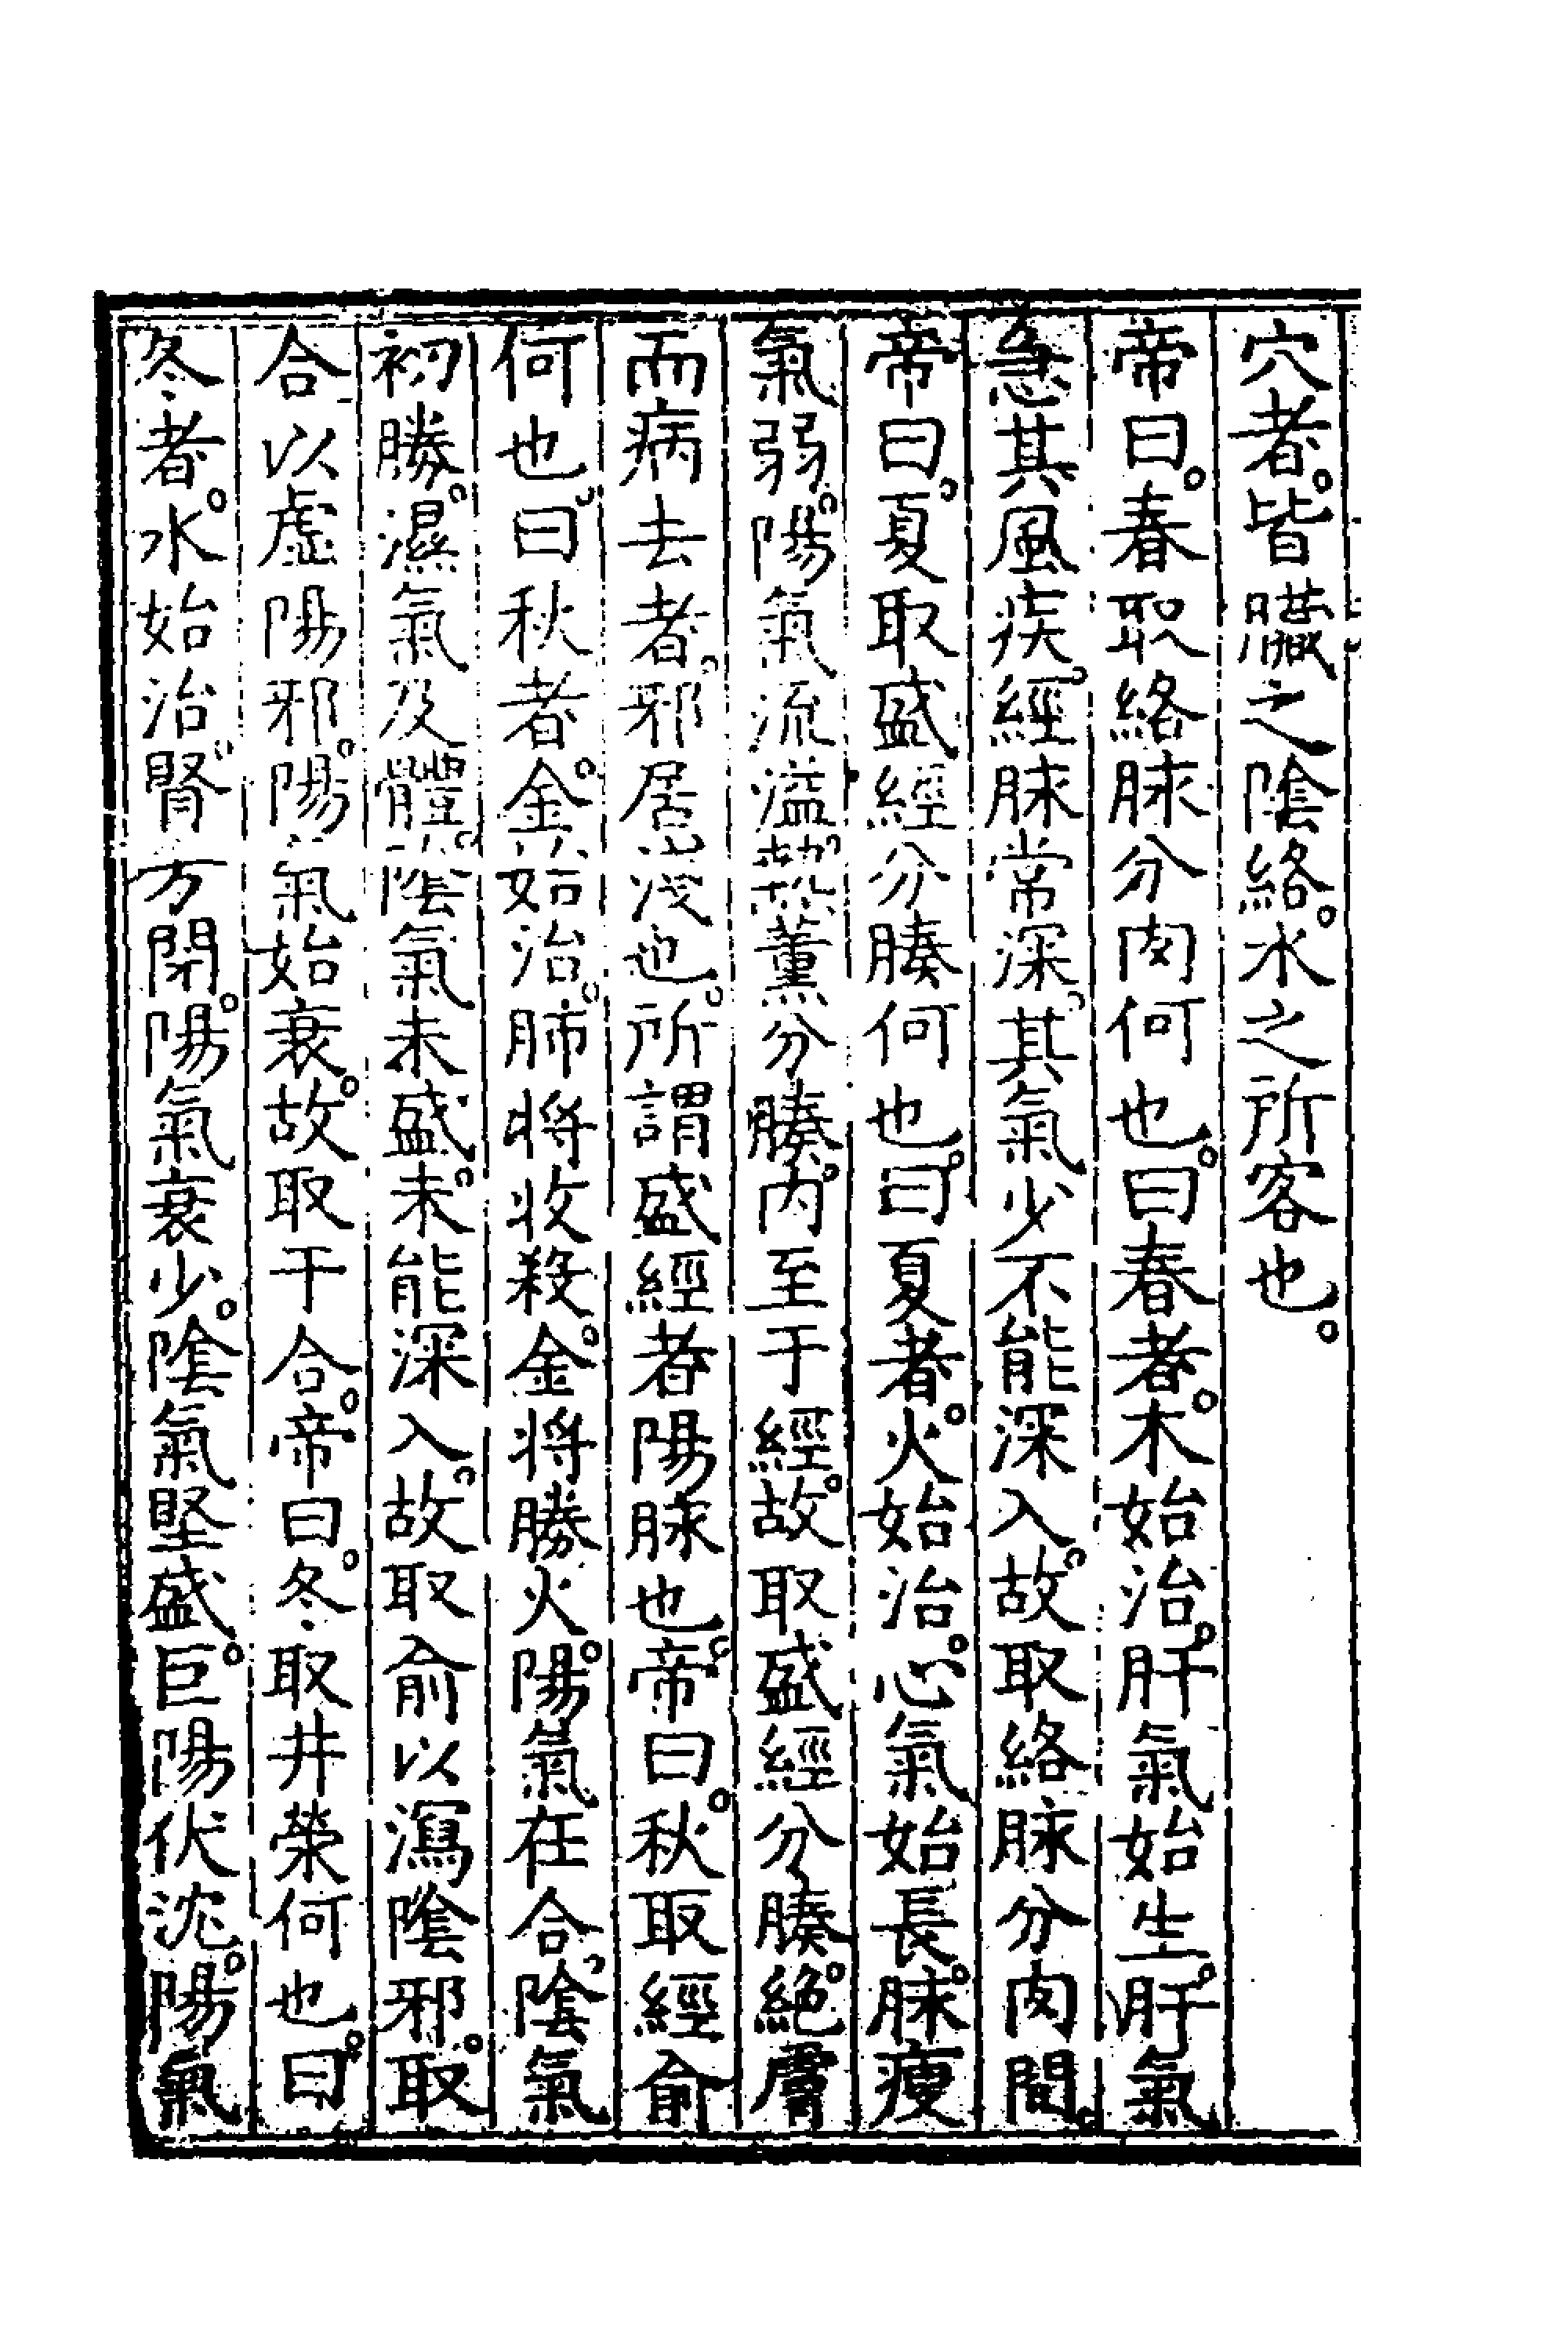 穴者。皆臟之陰絡。水之所客也。
帝曰。春取絡脉分肉何也。曰春者。木始治。肝氣始生。肝氣
急其風疾。經脉常深。其氣少不能深入。故取絡脉分肉間。
帝曰。夏取盛經分腠何也。曰夏者。火始治。心氣始長。脉瘦
氣弱。陽氣流溢。熱薰分腠。内至于經。故取盛經分腠。絕膚
而病去者。邪居淺也。所謂盛經者陽脉也。帝曰。秋取經俞
何也。曰秋者。金始治。肺將收殺。金將勝火。陽氣在合。陰氣
初勝。濕氣及體。陰氣未盛。未能深入。故取俞以瀉陰邪。取
合以虛陽邪。陽氣始衰。故取于合。帝曰。冬取井榮何也。曰
冬者。水始治。腎方閉。陽氣衰少。陰氣堅盛。巨陽伏沈。陽氣